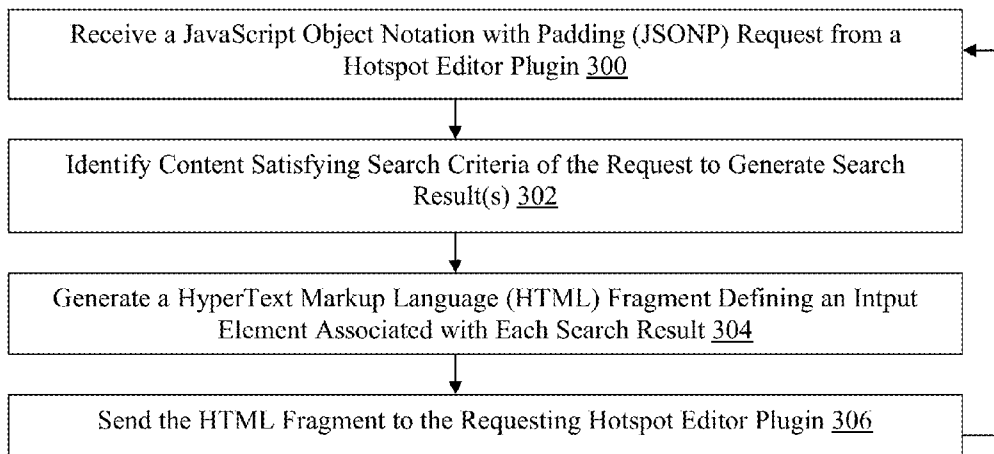 Receive a JavaScript Object Notation with Padding (JSONP) Request from a
Hotspot Editor Plugin 300
Identify Content Satisfying Search Criteria of the Request to Generate Search
Result(s) 302
Generate a HyperText Markup Language (HTML) Fragment Defining an Intput
Element Associated with Each Search Result 304
Send the HTML Fragment to the Requesting Hotspot Editor Plugin 306